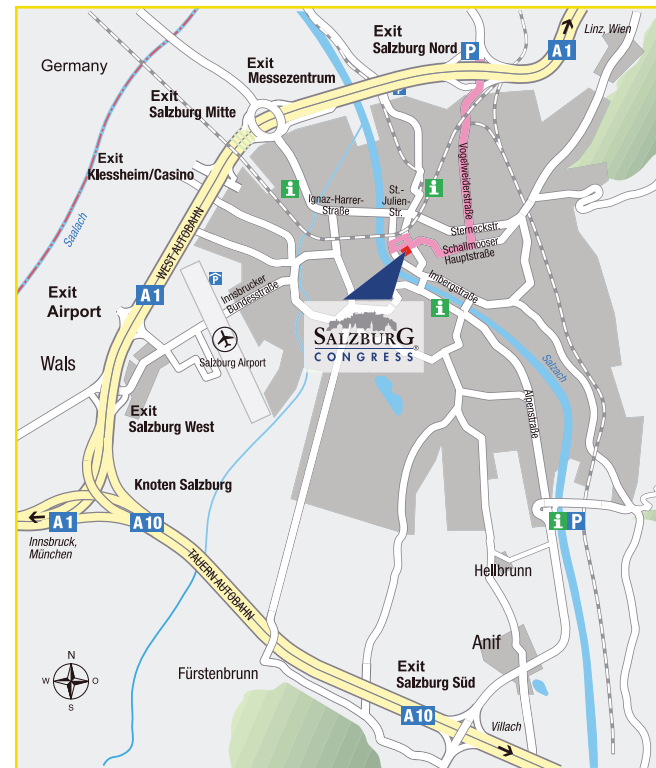 Exit
Salzburg Nord
P
A1
Linz, Wien
Germany
Exit
Messezentrum
Exit
Salzburg Mitte
P
Exit
Klessheim/Casino
i
Ignaz-Harrer-
Straße
St.-
Julien-
Str.
i
Vogelweiderstraße
Sterneckstr.
Schallmooser
Hauptstraße
Saalach
WEST AUTOBAHN
P
Innsbrucker
Bundesstraße
Imbergstraße
i
A1
Exit
Airport
Salzburg Airport
SALZBURG®
CONGRESS
Salzach
Wals
Alpenstraße
Exit
Salzburg West
Knoten Salzburg
A1
A10
i P
Innsbruck,
München
TAUERN AUTOBAHN
Hellbrunn
Anif
N
W O
S
Fürstenbrunn
Exit
Salzburg Süd
A10
Villach